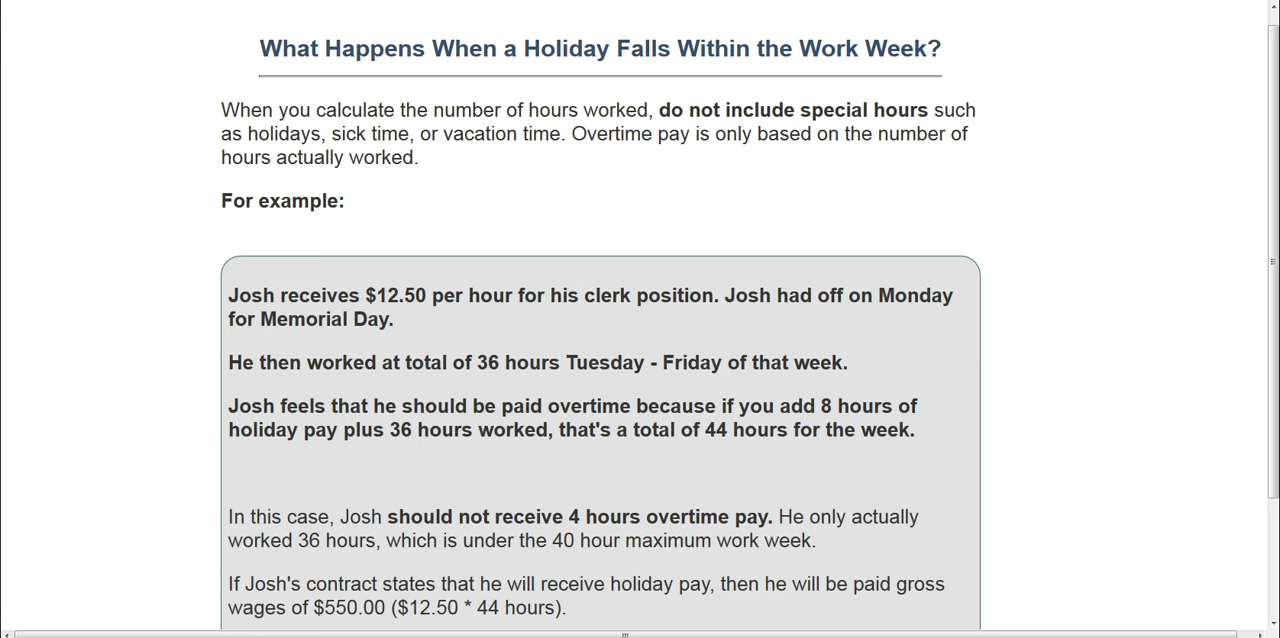 What Happens When a Holiday Falls Within the Work Week?
When you calculate the number of hours worked, do not include special hours such
as holidays, sick time, or vacation time. Overtime pay is only based on the number of
hours actually worked.
For example:
Josh receives $12.50 per hour for his clerk position. Josh had off on Monday
for Memorial Day.
He then worked at total of 36 hours Tuesday - Friday of that week.
Josh feels that he should be paid overtime because if you add 8 hours of
holiday pay plus 36 hours worked, that's a total of 44 hours for the week.
In this case, Josh should not receive 4 hours overtime pay. He only actually
worked 36 hours, which is under the 40 hour maximum work week.
If Josh's contract states that he will receive holiday pay, then he will be paid gross
wages of $550.00 ($12.50 * 44 hours).